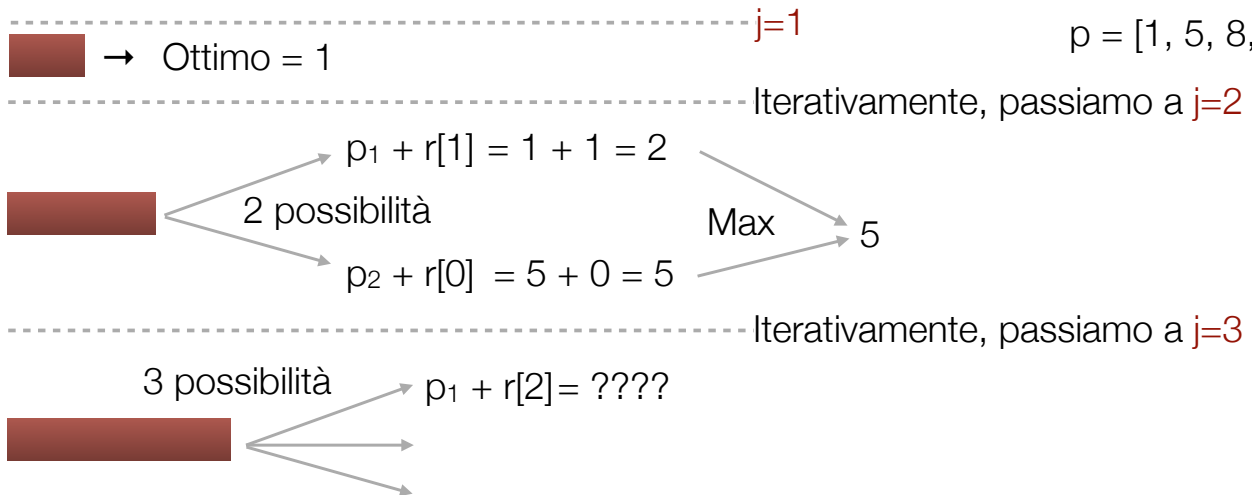 j=1
p = [1, 5, 8,
→ Ottimo = 1
Iterativamente, passiamo a j=2
p₁ + r[1] = 1 + 1 = 2
2 possibilità
Max
5
p₂ + r[0] = 5 + 0 = 5
Iterativamente, passiamo a j=3
3 possibilità
p₁ + r[2] = ????